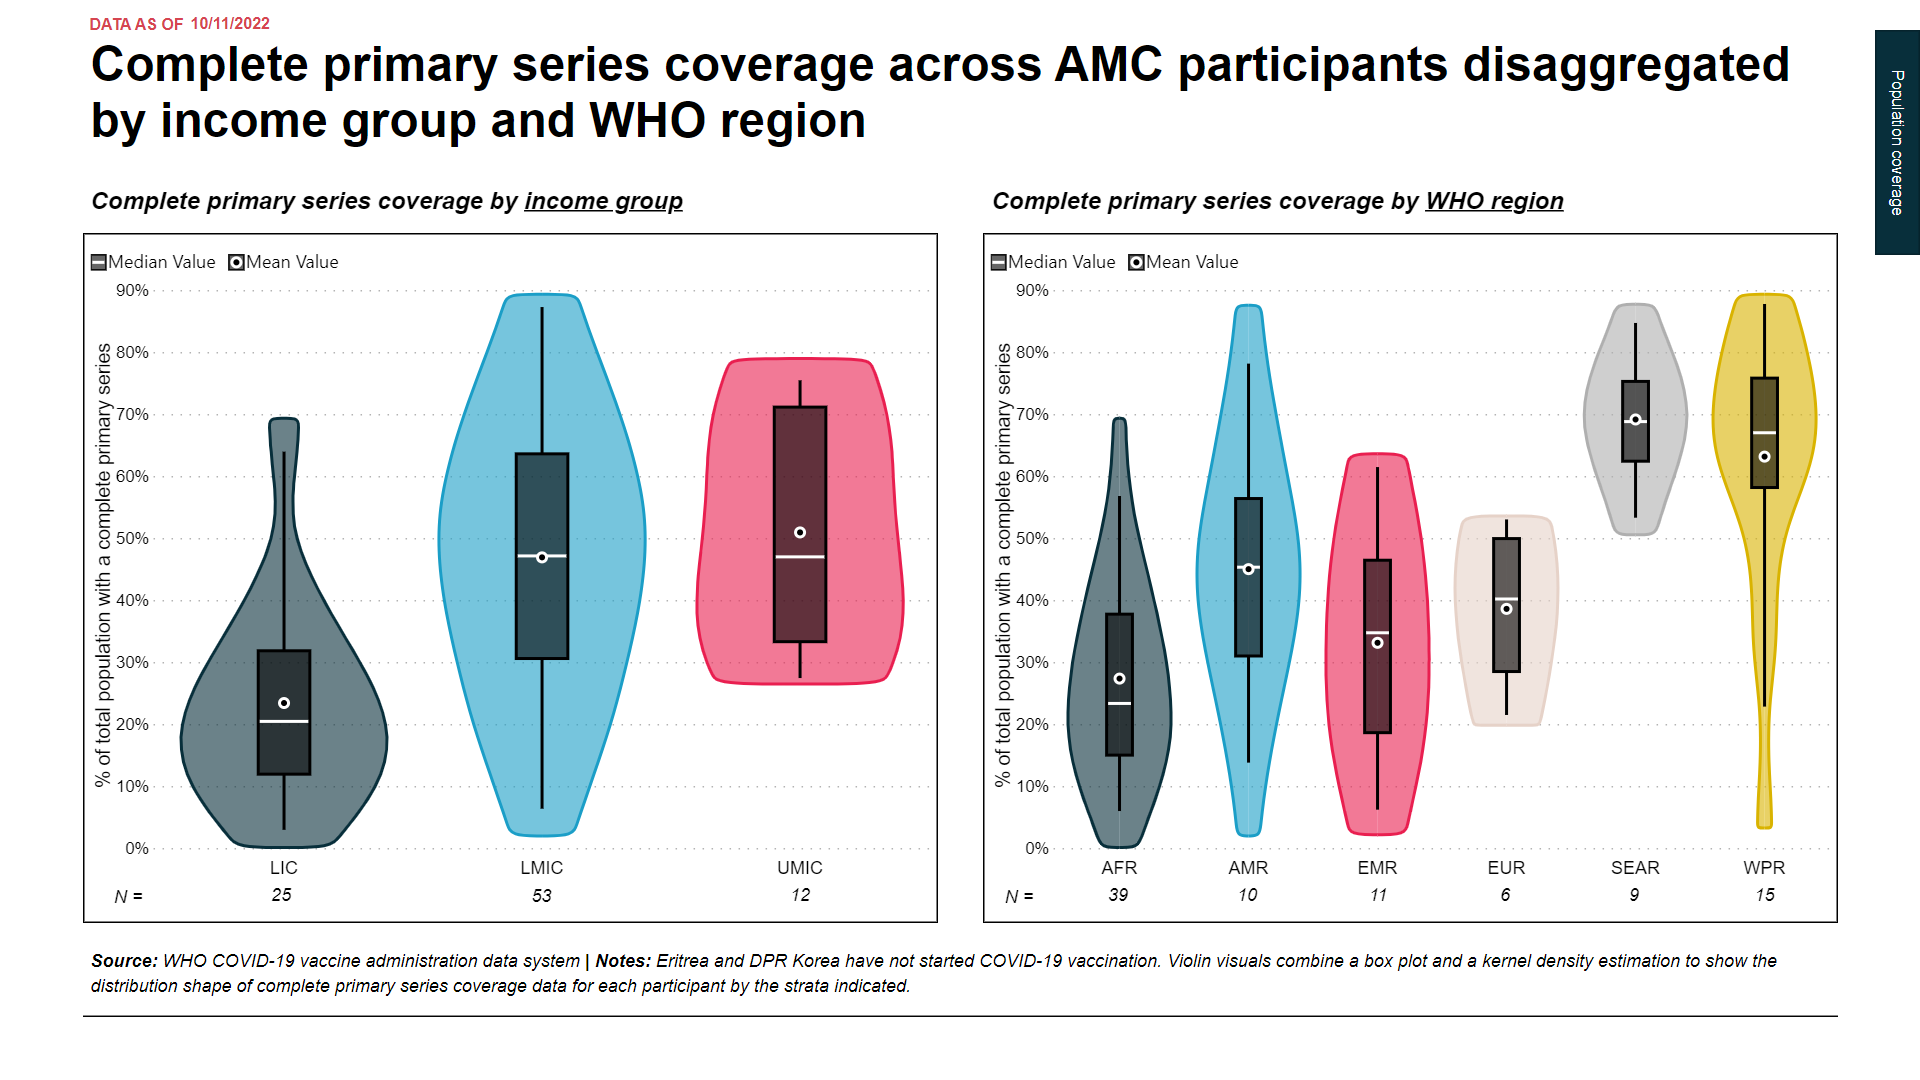 DATA AS OF 10/11/2022
Complete primary series coverage across AMC participants disaggregated
by income group and WHO region
Population coverage
Complete primary series coverage by income group
Median Value Mean Value
% of total population with a complete primary series
90%
80%
70%
60%
50%
40%
30%
20%
10%
0%
LIC LMIC UMIC
N = 25 53 12
Complete primary series coverage by WHO region
Median Value Mean Value
% of total population with a complete primary series
90%
80%
70%
60%
50%
40%
30%
20%
10%
0%
AFR AMR EMR EUR SEAR WPR
N = 39 10 11 6 9 15
Source: WHO COVID-19 vaccine administration data system | Notes: Eritrea and DPR Korea have not started COVID-19 vaccination. Violin visuals combine a box plot and a kernel density estimation to show the
distribution shape of complete primary series coverage data for each participant by the strata indicated.